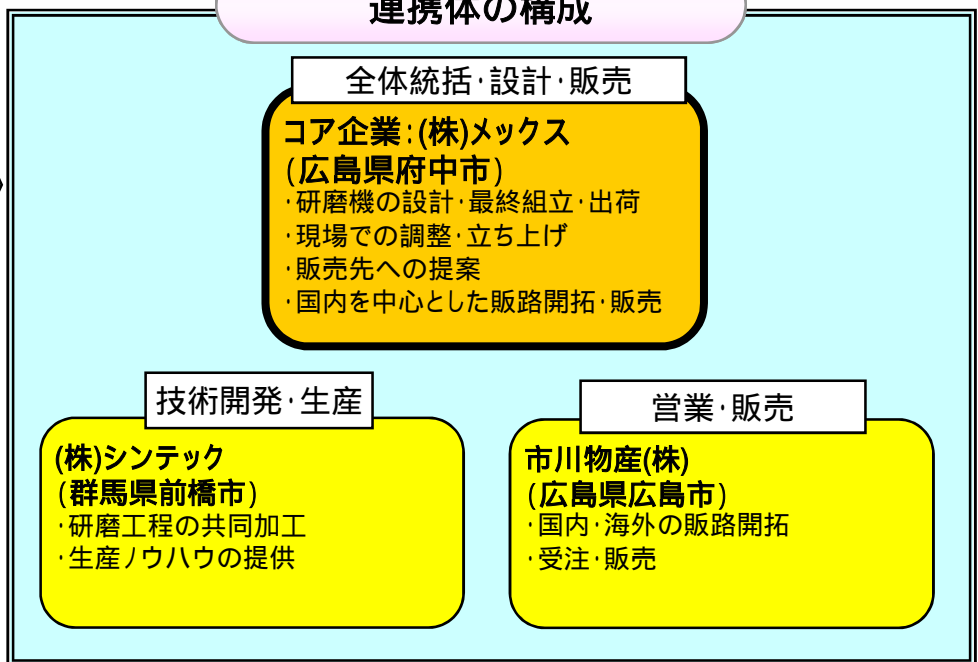 連携体の構成
全体統括・設計・販売
コア企業:(株)メックス
(広島県府中市)
・研磨機の設計・最終組立・出荷
・現場での調整・立ち上げ
・販売先への提案
・国内を中心とした販路開拓・販売
技術開発・生産
(株)シンテック
(群馬県前橋市)
・研磨工程の共同加工
・生産ノウハウの提供
営業・販売
市川物産(株)
(広島県広島市)
・国内・海外の販路開拓
・受注・販売